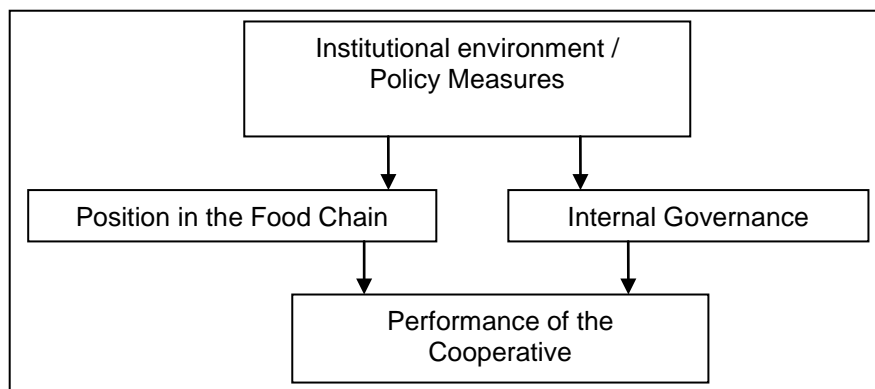 Institutional environment /
Policy Measures
Position in the Food Chain
Internal Governance
Performance of the
Cooperative